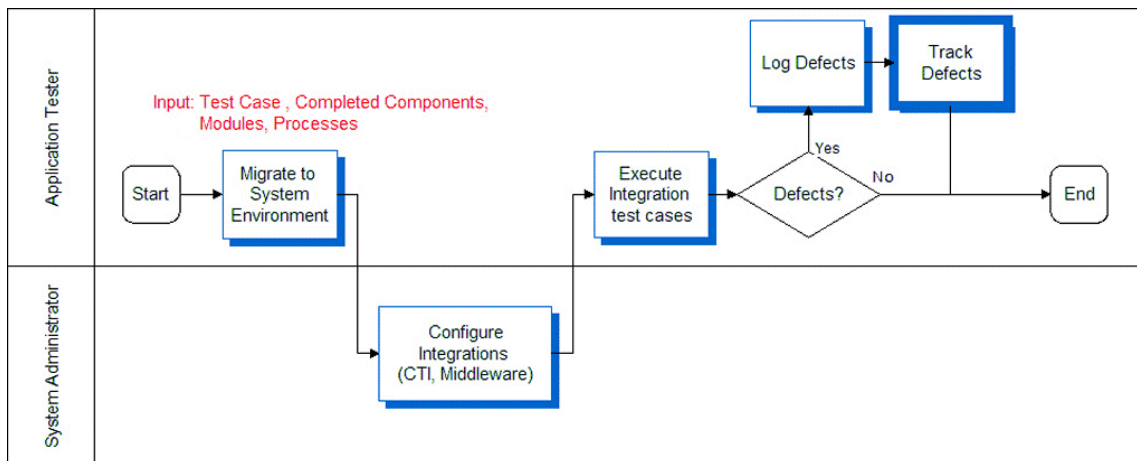 Application Tester
Input: Test Case , Completed Components,
Modules, Processes
Start
Migrate to
System
Environment
Execute
Integration
test cases
Defects?
Yes
No
Log Defects
Track
Defects
End
System Administrator
Configure
Integrations
(CTI, Middleware)